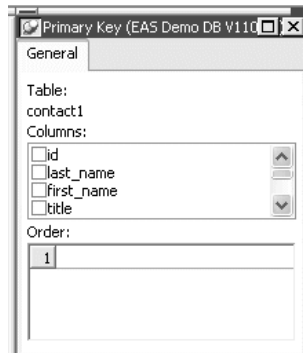 Primary Key (EAS Demo DB V110
General
Table:
contact1
Columns:
id
last_name
first_name
title
Order:
1